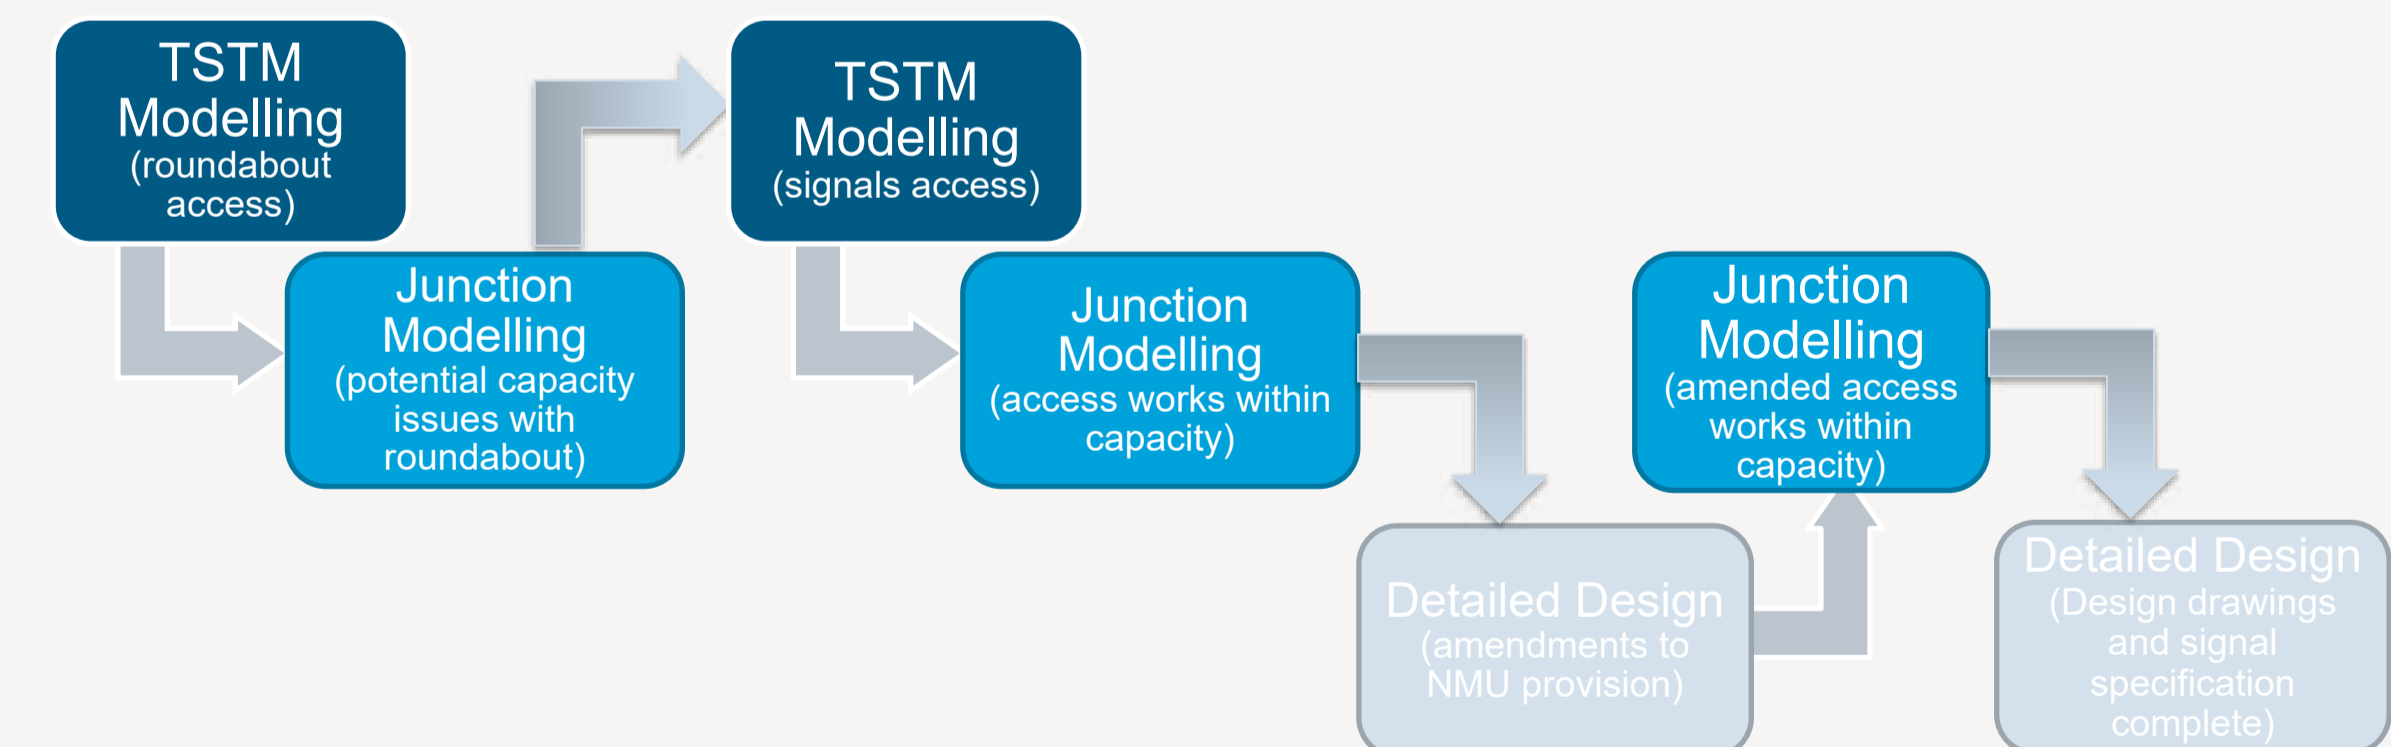 TSTM
Modelling
(roundabout
access)
Junction
Modelling
(potential capacity
issues with
roundabout)
TSTM
Modelling
(signals access)
Junction
Modelling
(access works within
capacity)
Detailed Design
(amendments to
NMU provision)
Junction
Modelling
(amended access
works within
capacity)
Detailed Design
(Design drawings
and signal
specification
complete)